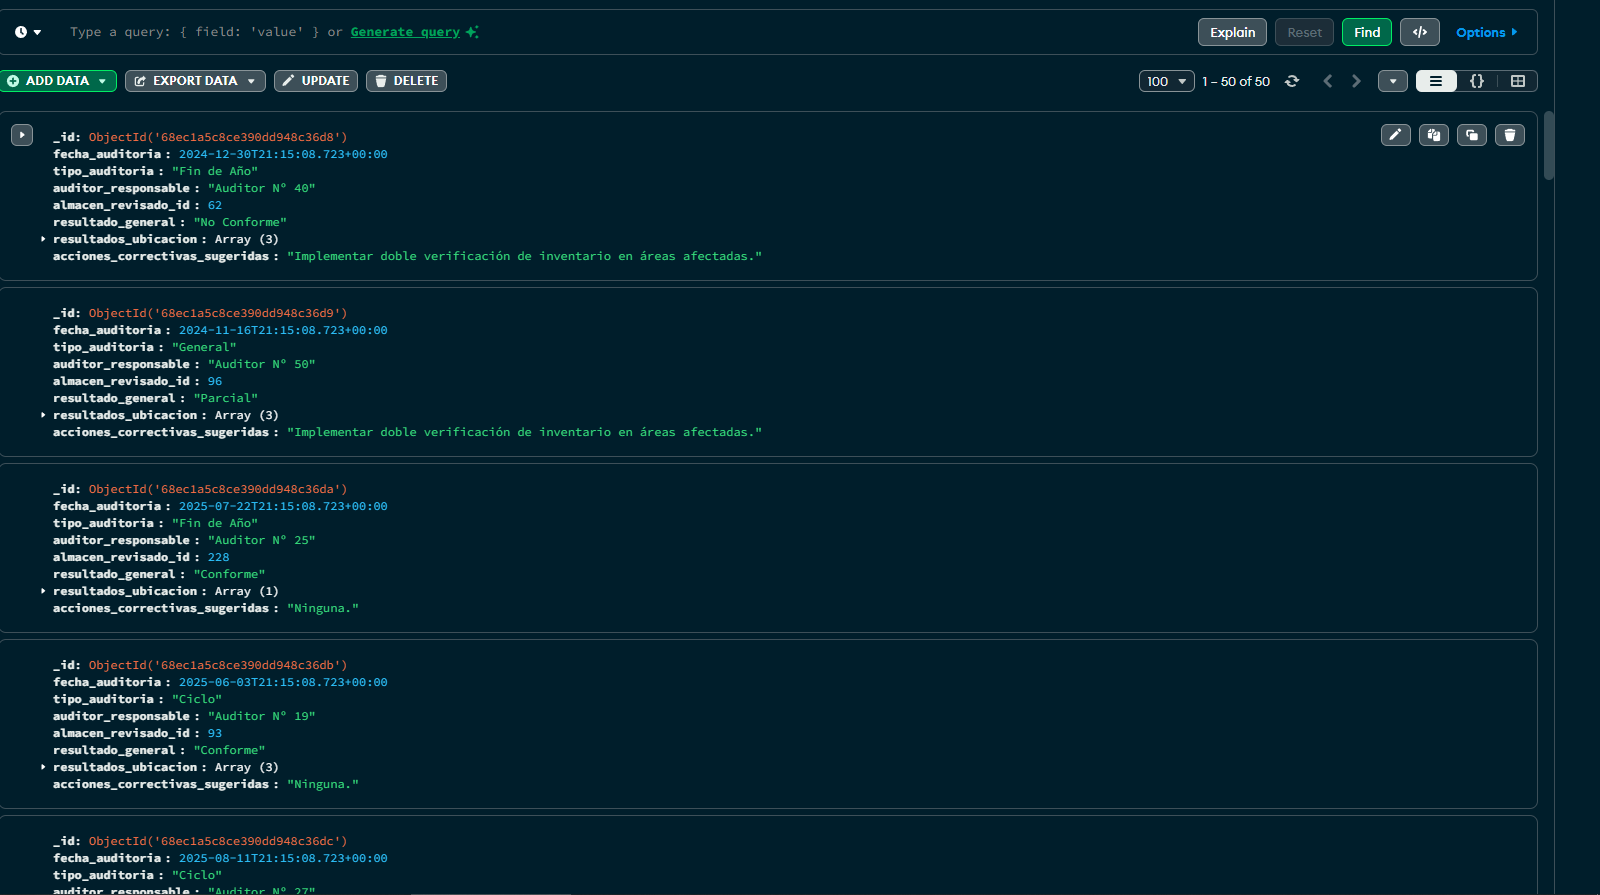 Type a query: { field: 'value' } or Generate query
Explain
Reset
Find
</>
Options
ADD DATA
EXPORT DATA
UPDATE
DELETE
100
1 – 50 of 50
{}
_id: ObjectId('68ec1a5c8ce390dd948c36d8')
fecha_auditoria : 2024-12-30T21:15:08.723+00:00
tipo_auditoria : "Fin de Año"
auditor_responsable : "Auditor Nº 40"
almacen_revisado_id : 62
resultado_general : "No Conforme"
resultados_ubicacion : Array (3)
acciones_correctivas_sugeridas : "Implementar doble verificación de inventario en áreas afectadas."
_id: ObjectId('68ec1a5c8ce390dd948c36d9')
fecha_auditoria : 2024-11-16T21:15:08.723+00:00
tipo_auditoria : "General"
auditor_responsable : "Auditor Nº 50"
almacen_revisado_id : 96
resultado_general : "Parcial"
resultados_ubicacion : Array (3)
acciones_correctivas_sugeridas : "Implementar doble verificación de inventario en áreas afectadas."
_id: ObjectId('68ec1a5c8ce390dd948c36da')
fecha_auditoria : 2025-07-22T21:15:08.723+00:00
tipo_auditoria : "Fin de Año"
auditor_responsable : "Auditor Nº 25"
almacen_revisado_id : 228
resultado_general : "Conforme"
resultados_ubicacion : Array (1)
acciones_correctivas_sugeridas : "Ninguna."
_id: ObjectId('68ec1a5c8ce390dd948c36db')
fecha_auditoria : 2025-06-03T21:15:08.723+00:00
tipo_auditoria : "Ciclo"
auditor_responsable : "Auditor Nº 19"
almacen_revisado_id : 93
resultado_general : "Conforme"
resultados_ubicacion : Array (3)
acciones_correctivas_sugeridas : "Ninguna."
_id: ObjectId('68ec1a5c8ce390dd948c36dc')
fecha_auditoria : 2025-08-11T21:15:08.723+00:00
tipo_auditoria : "Ciclo"
auditor_responsable : "Auditor Nº 27"